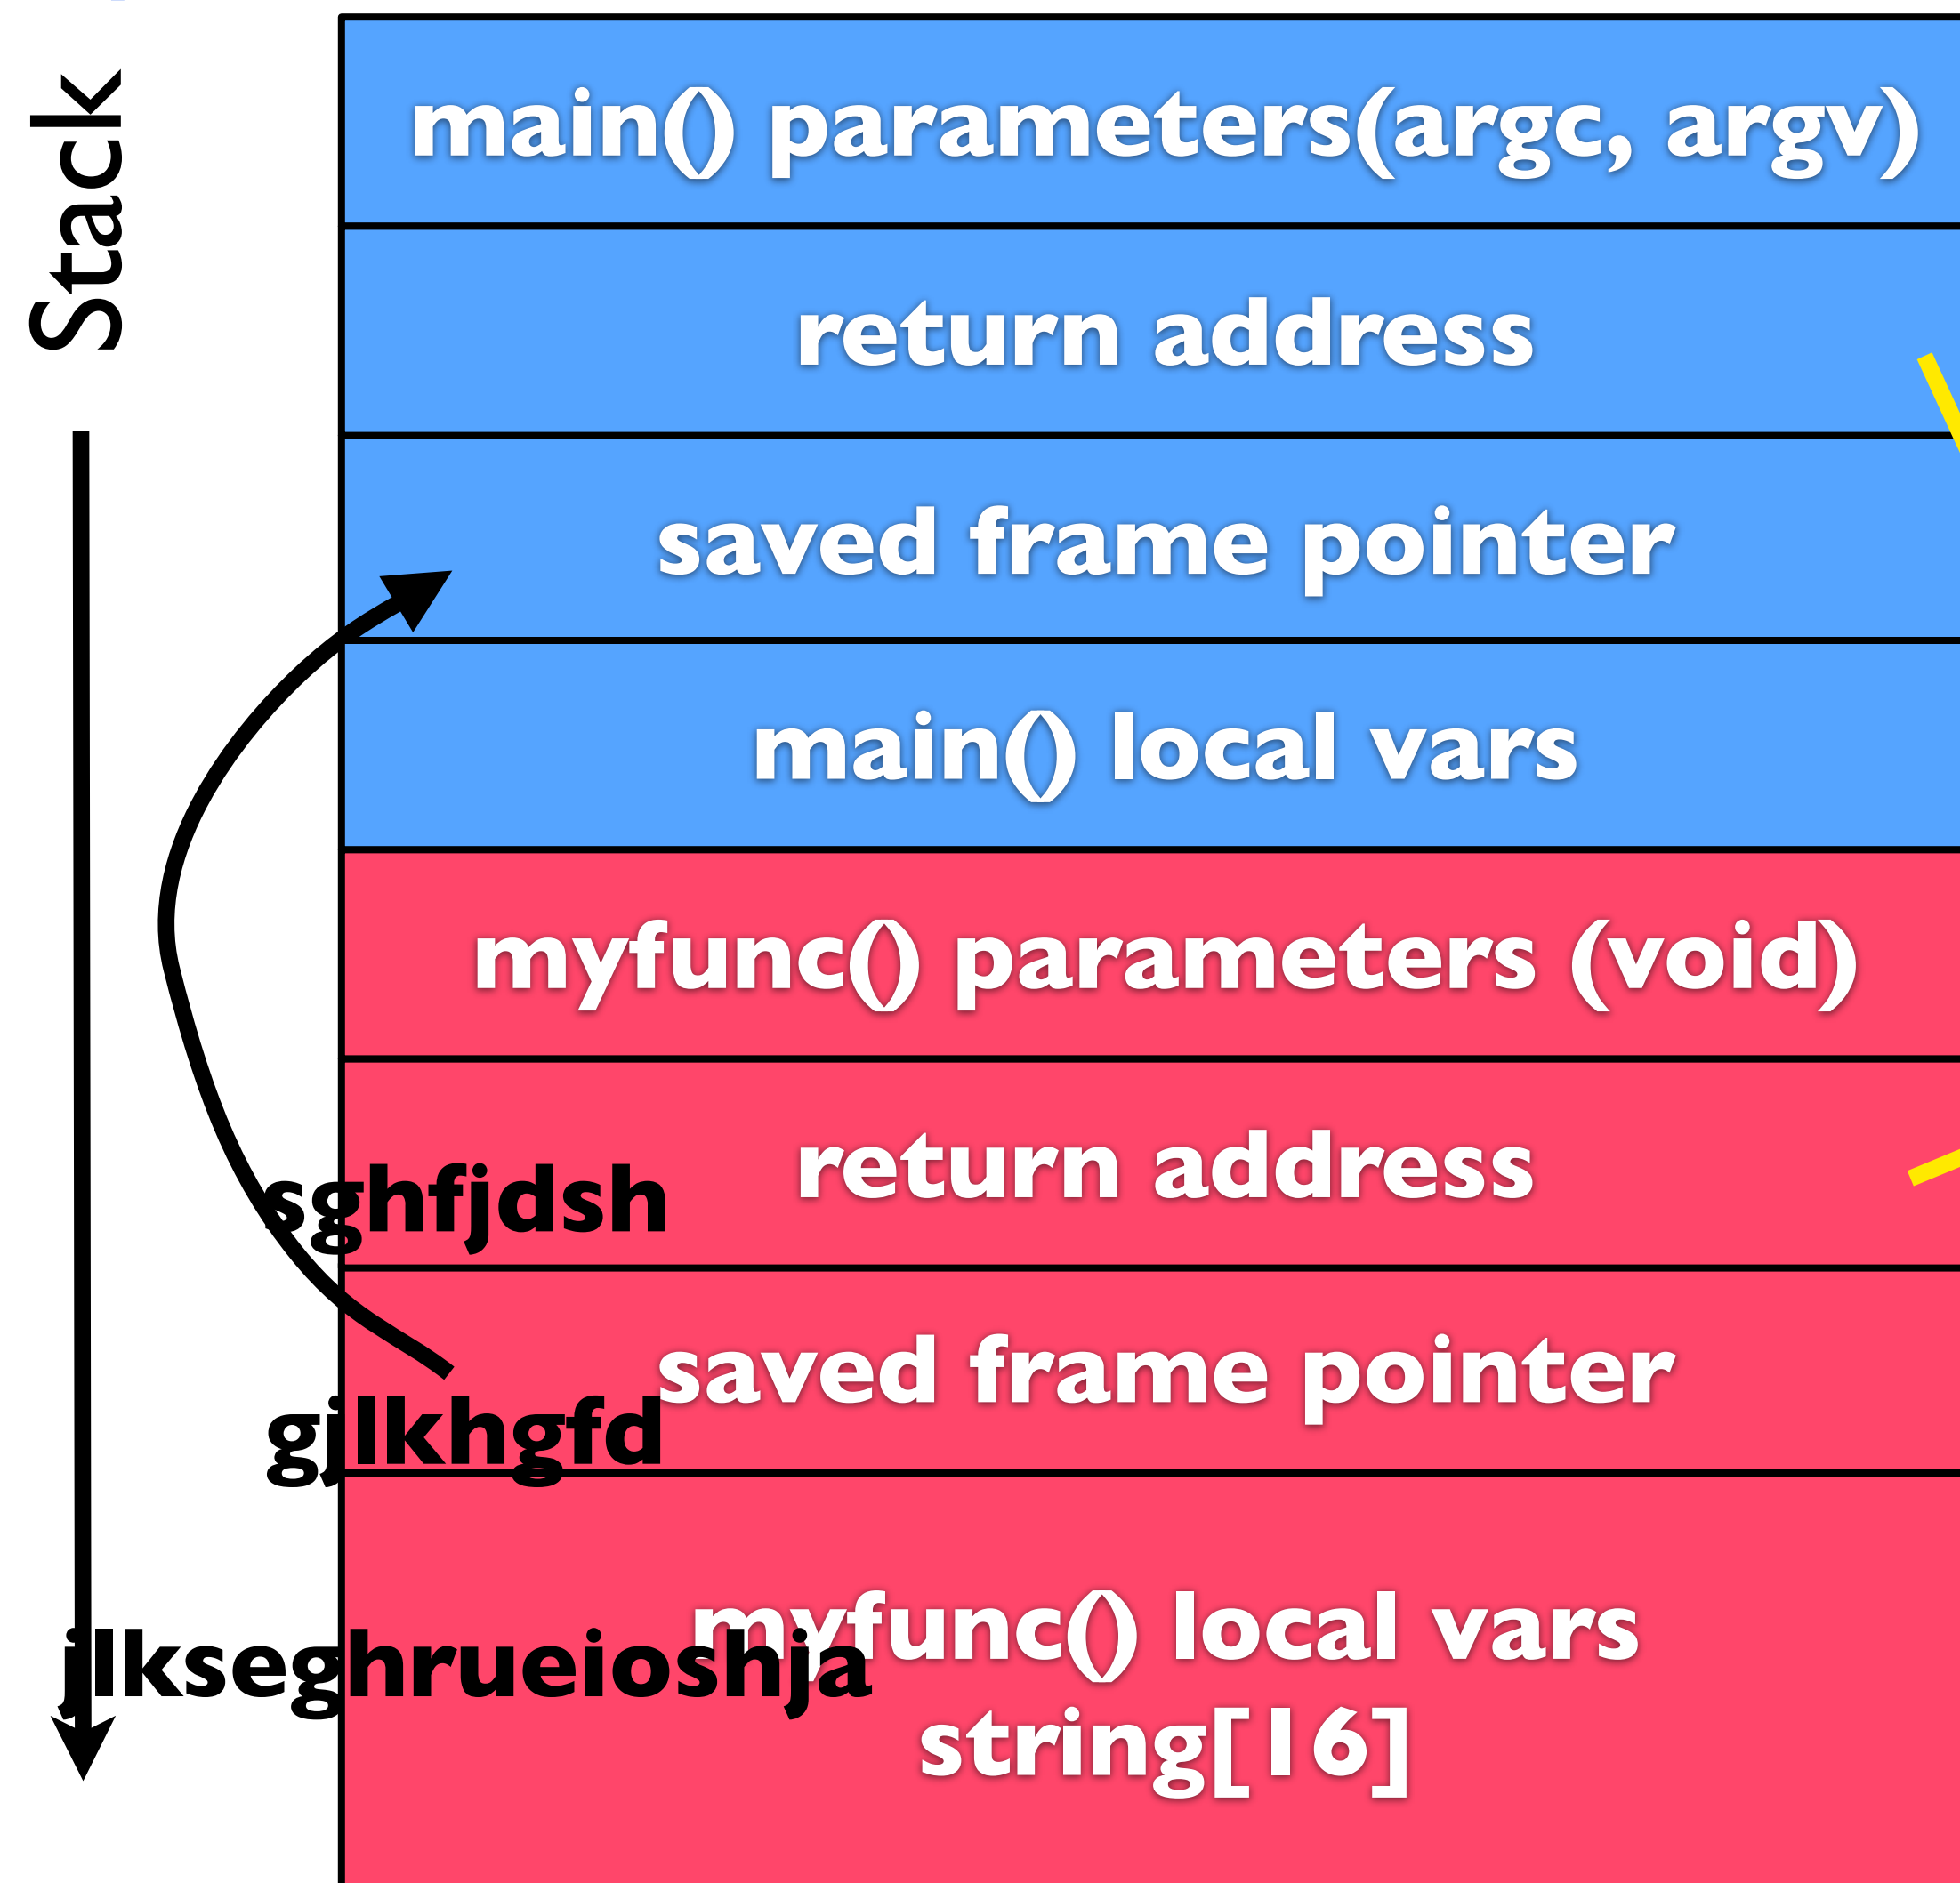 Stack
main() parameters(argc, argv)
return address
saved frame pointer
main() local vars
myfunc() parameters (void)
return address
sghfjdsh
saved frame pointer
gjlkhgfd
myfunc() local vars
jlkseghrueioshja
string[16]